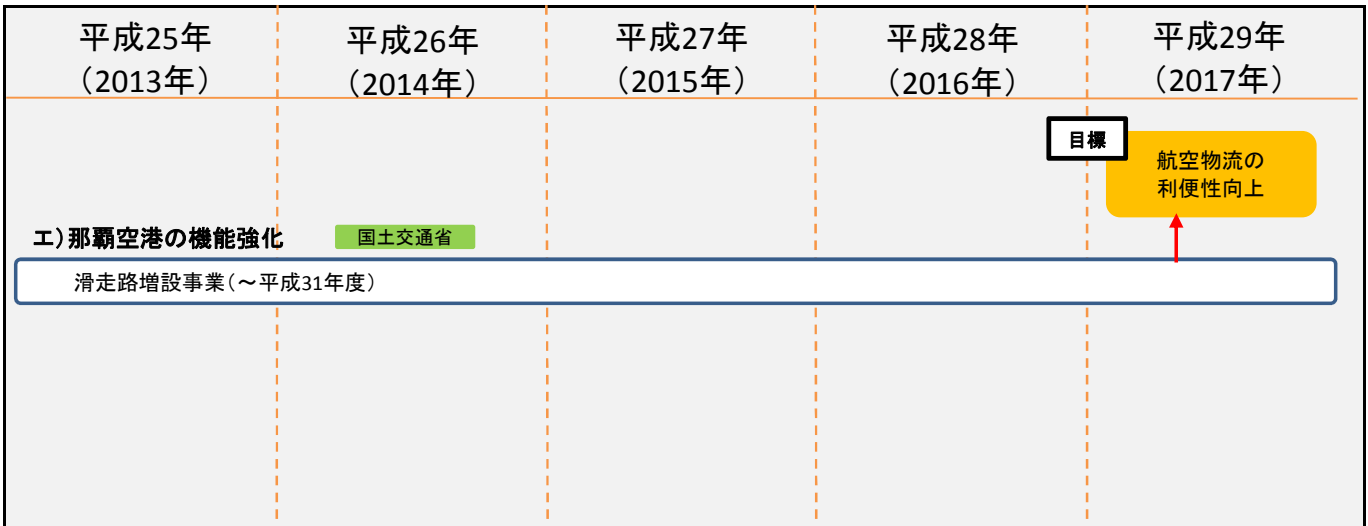 平成25年
(2013年)
平成26年
(2014年)
平成27年
(2015年)
平成28年
(2016年)
平成29年
(2017年)
目標
航空物流の
利便性向上
エ)那覇空港の機能強化
国土交通省
滑走路増設事業(~平成31年度)